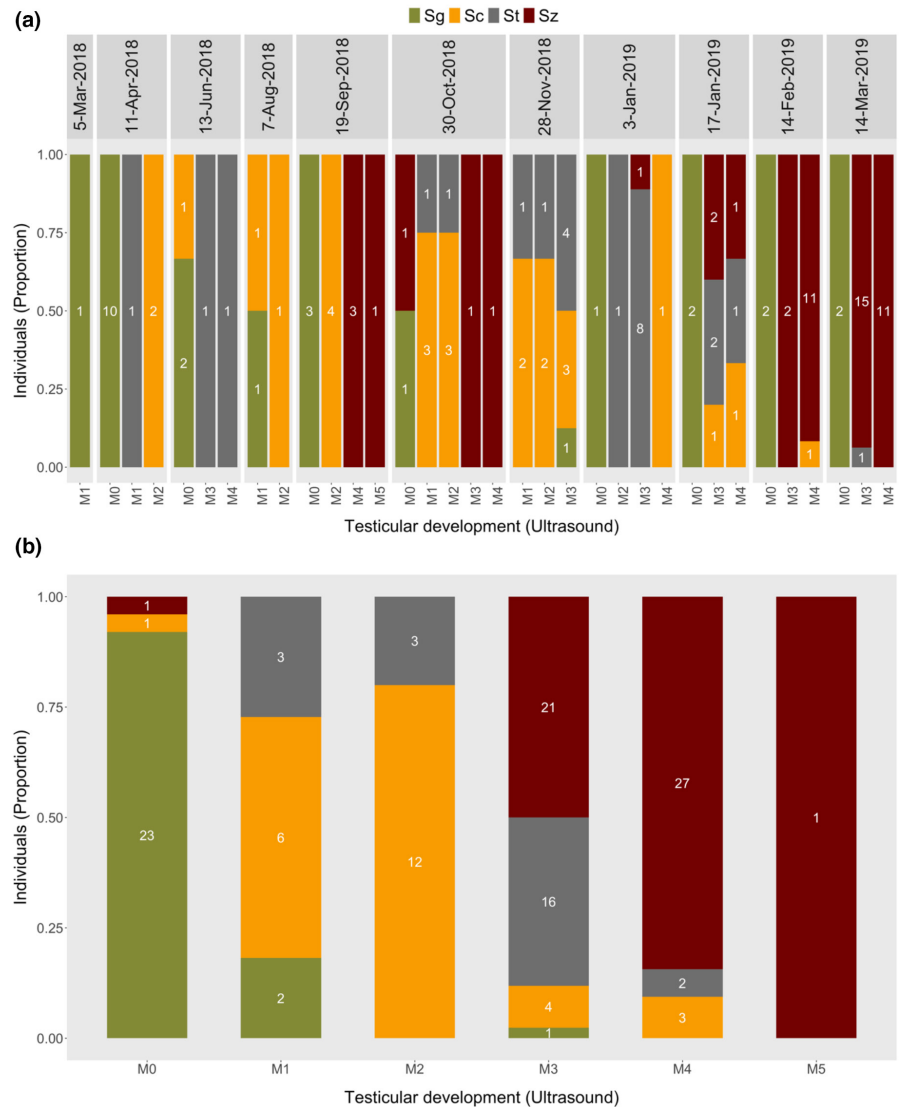 Sg Sc St Sz
(a)
5-Mar-2018 11-Apr-2018 13-Jun-2018 7-Aug-2018 19-Sep-2018 30-Oct-2018 28-Nov-2018 3-Jan-2019 17-Jan-2019 14-Feb-2019 14-Mar-2019
Individuals (Proportion)
1.00
0.75
0.50
0.25
0.00
1
10 1 2
1 2 1 1
1 1 1
3 4 3 1
1 1 1 3 1 3 1 1
1 2 1 2 4 3 1
1 1 1 8 1
2 2 2 1 1 1 1
2 2 11 1
2 15 1 11
M1 M0 M1 M2 M0 M3 M4 M1 M2 M0 M2 M4 M5 M0 M1 M2 M3 M4 M1 M2 M3 M0 M2 M3 M4 M0 M3 M4 M0 M3 M4 M0 M3 M4
Testicular development (Ultrasound)
(b)
Individuals (Proportion)
1.00
0.75
0.50
0.25
0.00
1 1 23
3 6 2
3 12
21 16 4 1
27 2 3
1
M0 M1 M2 M3 M4 M5
Testicular development (Ultrasound)